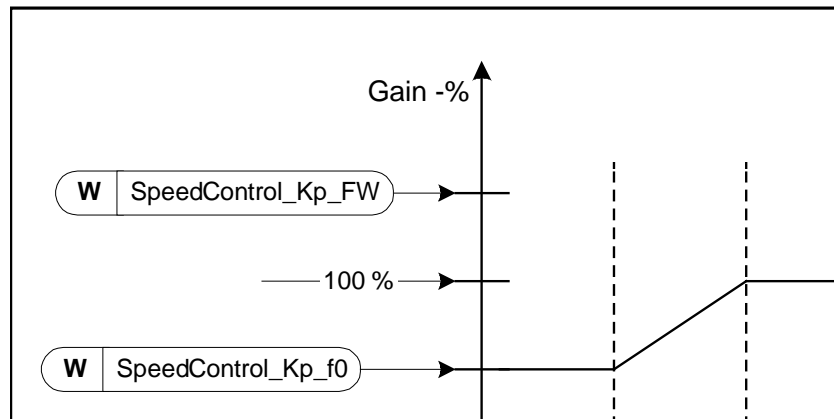 Gain -%
W SpeedControl_Kp_FW
100 %
W SpeedControl_Kp_f0